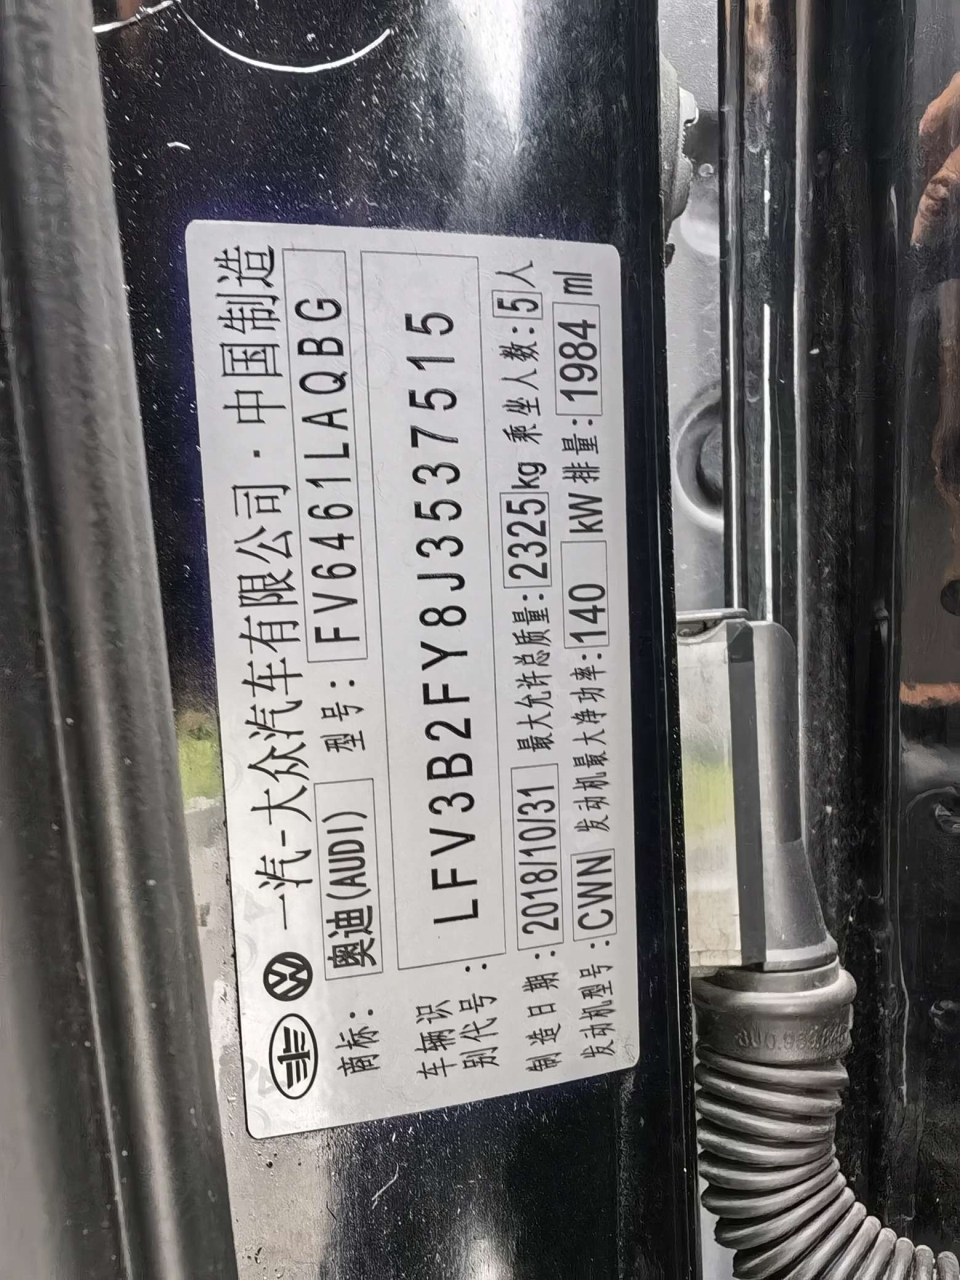 一汽-大众汽车有限公司·中国制造
商标：奥迪(AUDI) 型号：FV6461LAQBG
车辆识别代号：LFV3B2FY8J3537515
制造日期：2018/10/31 最大允许总质量：2325kg 乘坐人数：5人
发动机型号：CWN 发动机最大净功率：140 kW 排量：1984 ml